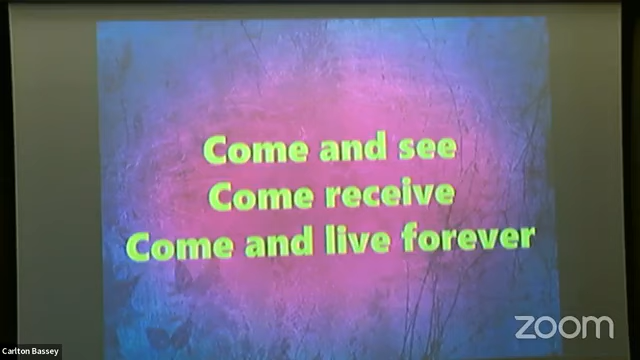 Come and see
Come receive
Come and live forever
zoom
Carlton Bassey